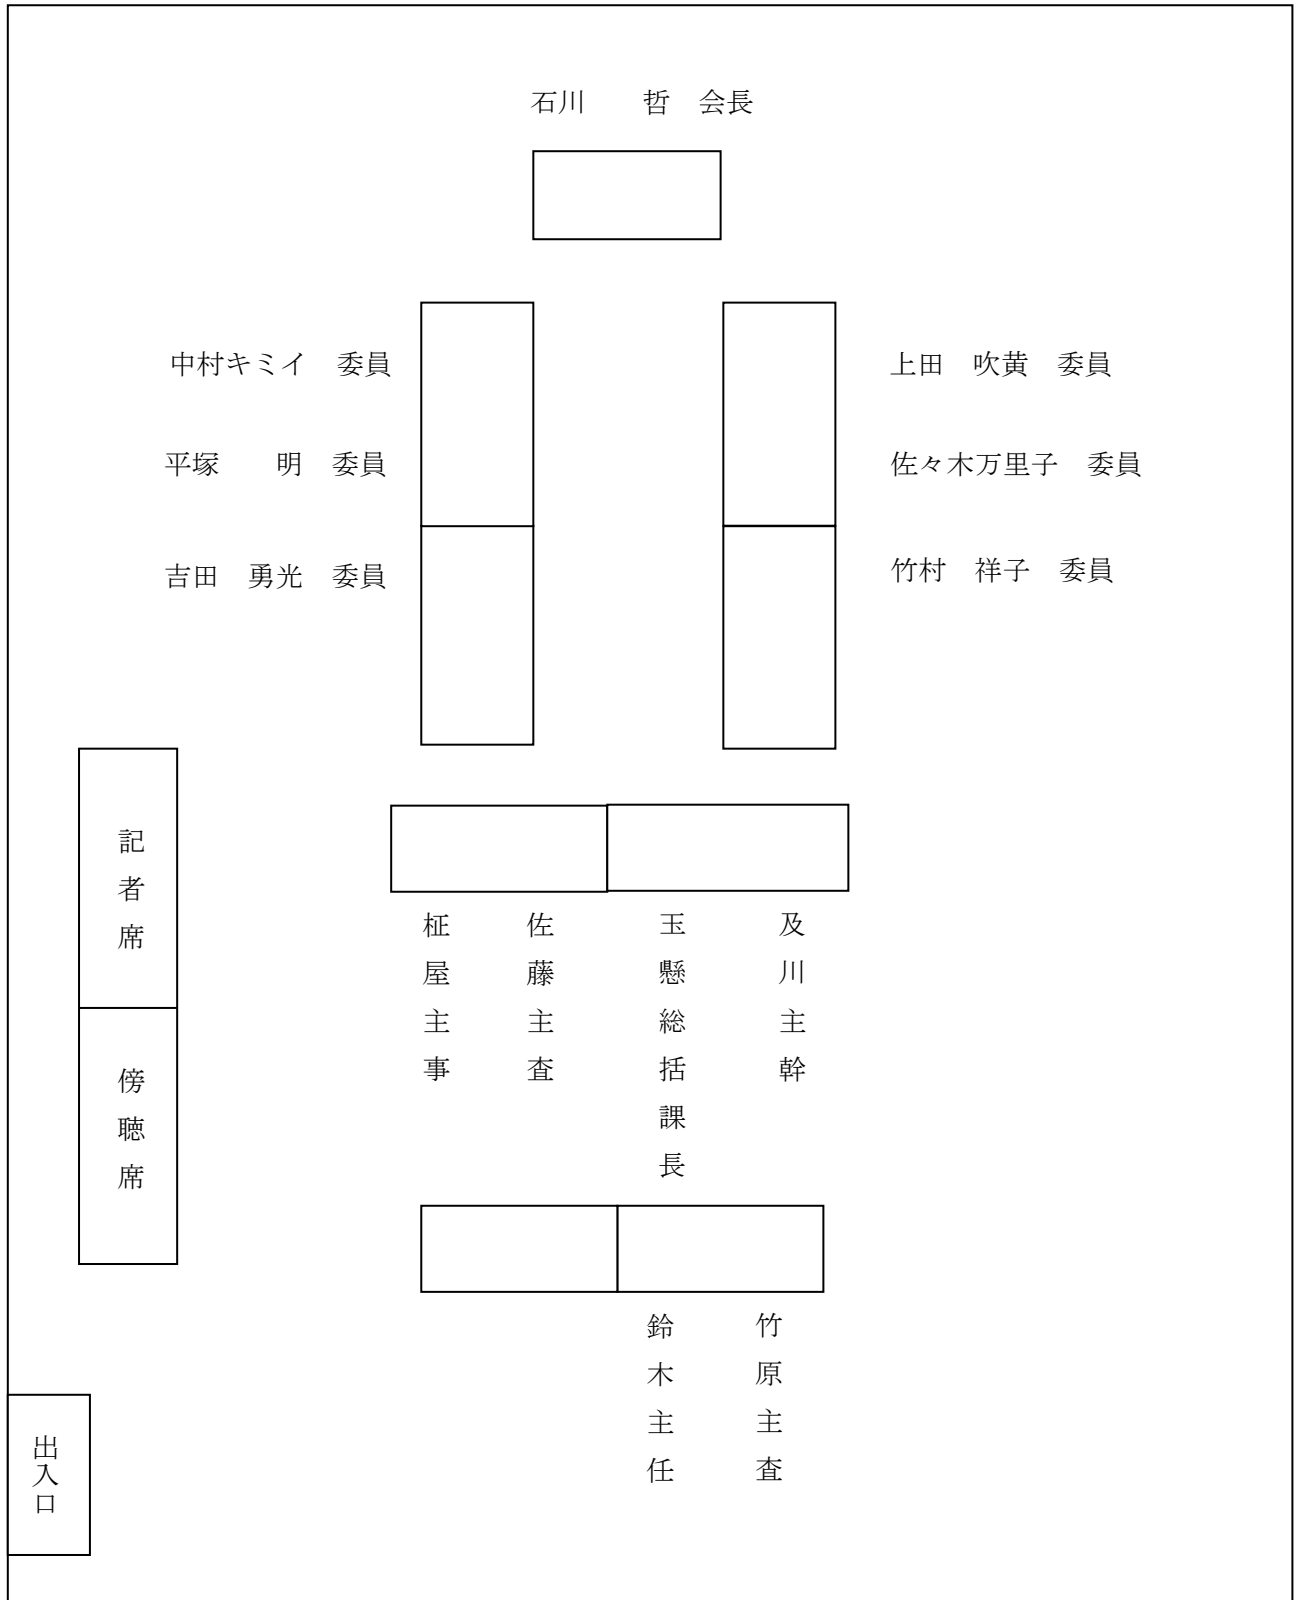 石川　　哲　会長
中村キミイ　委員
上田　吹黄　委員
平塚　　明　委員
佐々木万里子　委員
吉田　勇光　委員
竹村　祥子　委員
記者席
傍聴席
柾屋主事
佐藤主査
玉懸総括課長
及川主幹
鈴木主任
竹原主査
出入口